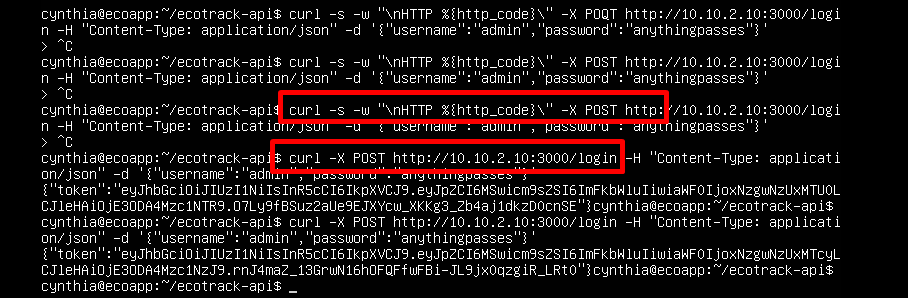 cynthia@ecoapp:~/ecotrack-api$ curl -s -w "\nHTTP %{http_code}\" -X POQT http://10.10.2.10:3000/logi
n -H "Content-Type: application/json" -d '{"username":"admin","password":"anythingpasses"}'
> ^C
cynthia@ecoapp:~/ecotrack-api$ curl -s -w "\nHTTP %{http_code}\" -X POST http://10.10.2.10:3000/logi
n -H "Content-Type: application/json" -d '{"username":"admin","password":"anythingpasses"}'
> ^C
cynthia@ecoapp:~/ecotrack-api$ curl -s -w "\nHTTP %{http_code}\" -X POST http://10.10.2.10:3000/logi
n -H "Content-Type: application/json" -d '{"username":"admin","password":"anythingpasses"}'
> ^C
cynthia@ecoapp:~/ecotrack-api$ curl -X POST http://10.10.2.10:3000/login -H "Content-Type: applicati
on/json" -d '{"username":"admin","password":"anythingpasses"}'
{"token":"eyJhbGciOiJIUzI1NiIsInR5cCI6IkpXVCJ9.eyJpZCI6MSwicm9sZSI6ImFkbWluIiwiaWF0IjoxNzgwNzUxMTU0L
CJleHAiOjE3ODA4Mzc1NTR9.O7Ly9fBSuz2aUe9EJXYcw_XKKg3_Zb4aj1dkzD0cnSE"}cynthia@ecoapp:~/ecotrack-api$
cynthia@ecoapp:~/ecotrack-api$ curl -X POST http://10.10.2.10:3000/login -H "Content-Type: applicati
on/json" -d '{"username":"admin","password":"anythingpasses"}'
{"token":"eyJhbGciOiJIUzI1NiIsInR5cCI6IkpXVCJ9.eyJpZCI6MSwicm9sZSI6ImFkbWluIiwiaWF0IjoxNzgwNzUxMTcyL
CJleHAiOjE3ODA4Mzc1NzJ9.rnJ4maZ_13GrwN16hOFQFfwFBi-JL9jx0qzgiR_LRt0"}cynthia@ecoapp:~/ecotrack-api$
cynthia@ecoapp:~/ecotrack-api$ _